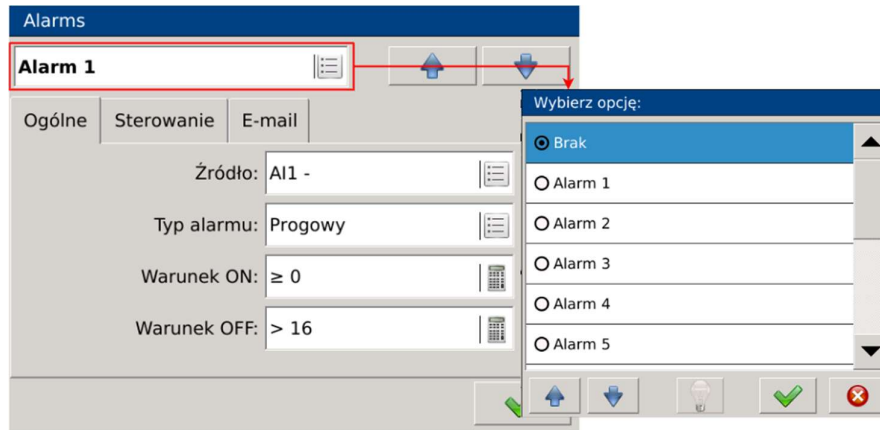 Alarms
Alarm 1
Ogólne Sterowanie E-mail
Źródło: AI1 -
Typ alarmu: Progowy
Warunek ON: ≥ 0
Warunek OFF: > 16
Wybierz opcję:
Brak
Alarm 1
Alarm 2
Alarm 3
Alarm 4
Alarm 5